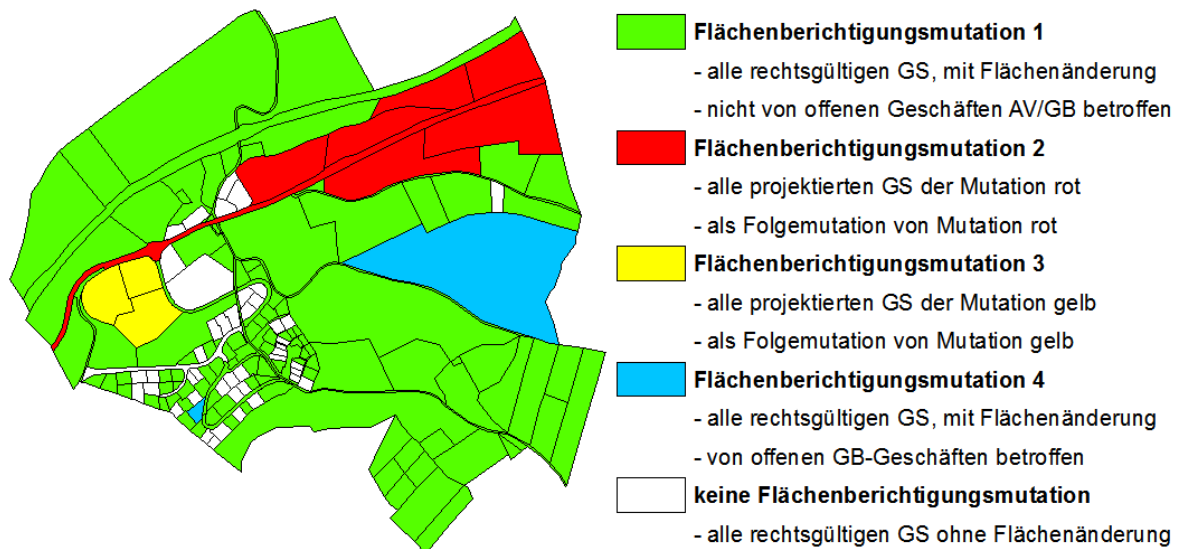 Flächenberichtigungsmutation 1
- alle rechtsgültigen GS, mit Flächenänderung
- nicht von offenen Geschäften AV/GB betroffen
Flächenberichtigungsmutation 2
- alle projektierten GS der Mutation rot
- als Folgemutation von Mutation rot
Flächenberichtigungsmutation 3
- alle projektierten GS der Mutation gelb
- als Folgemutation von Mutation gelb
Flächenberichtigungsmutation 4
- alle rechtsgültigen GS, mit Flächenänderung
- von offenen GB-Geschäften betroffen
keine Flächenberichtigungsmutation
- alle rechtsgültigen GS ohne Flächenänderung